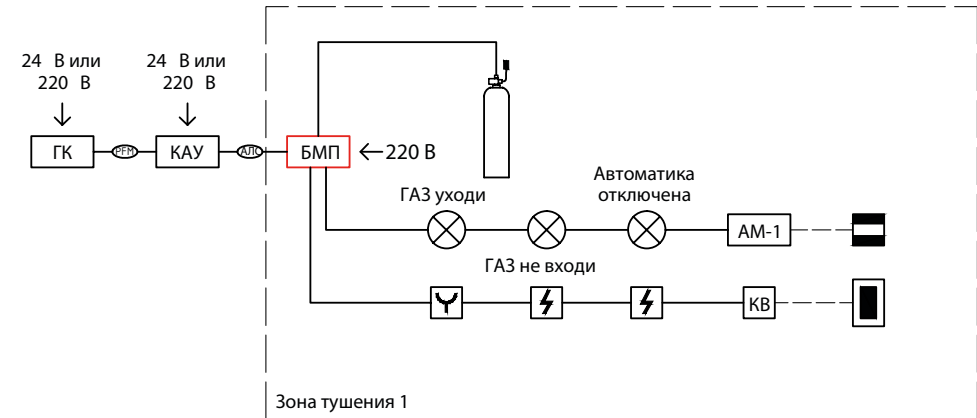 24 В или
220 В
24 В или
220 В
ГК
RFM
КАУ
АЛС
БМП
220 В
ГАЗ уходи
Автоматика
отключена
АМ-1
ГАЗ не входи
КВ
Зона тушения 1